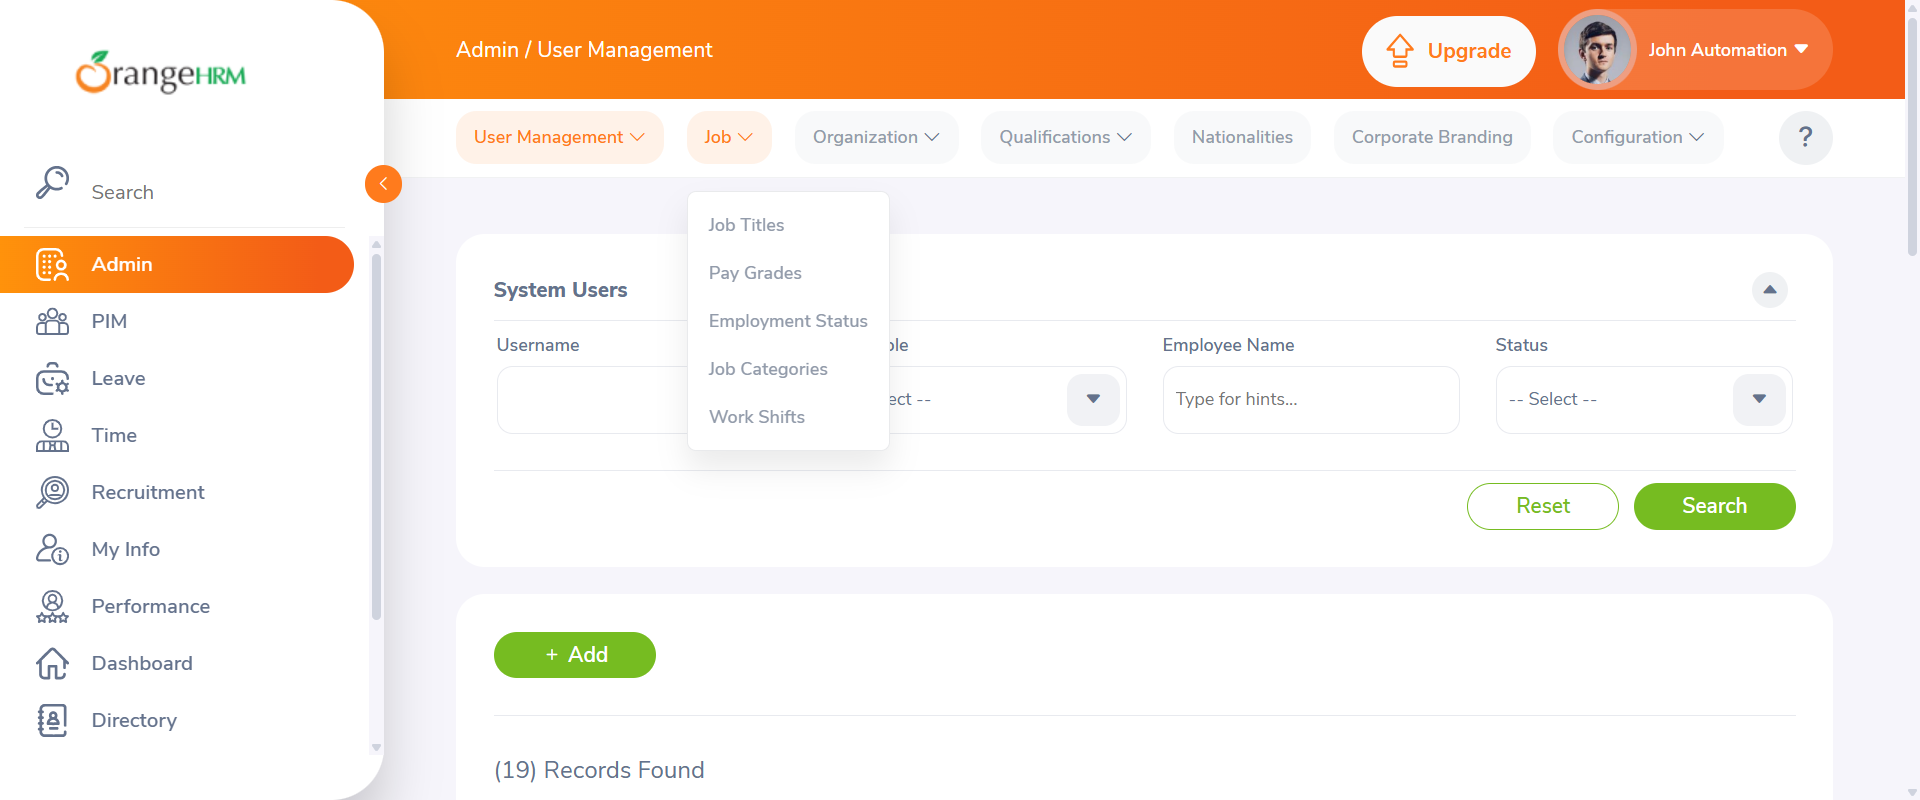 OrangeHRM
Admin / User Management
Upgrade
John Automation
User Management
Job
Organization
Qualifications
Nationalities
Corporate Branding
Configuration
?
Search
Admin
PIM
Leave
Time
Recruitment
My Info
Performance
Dashboard
Directory
Job Titles
Pay Grades
Employment Status
Job Categories
Work Shifts
System Users
Username
ole
Employee Name
Status
ect --
Type for hints...
-- Select --
Reset
Search
+ Add
(19) Records Found